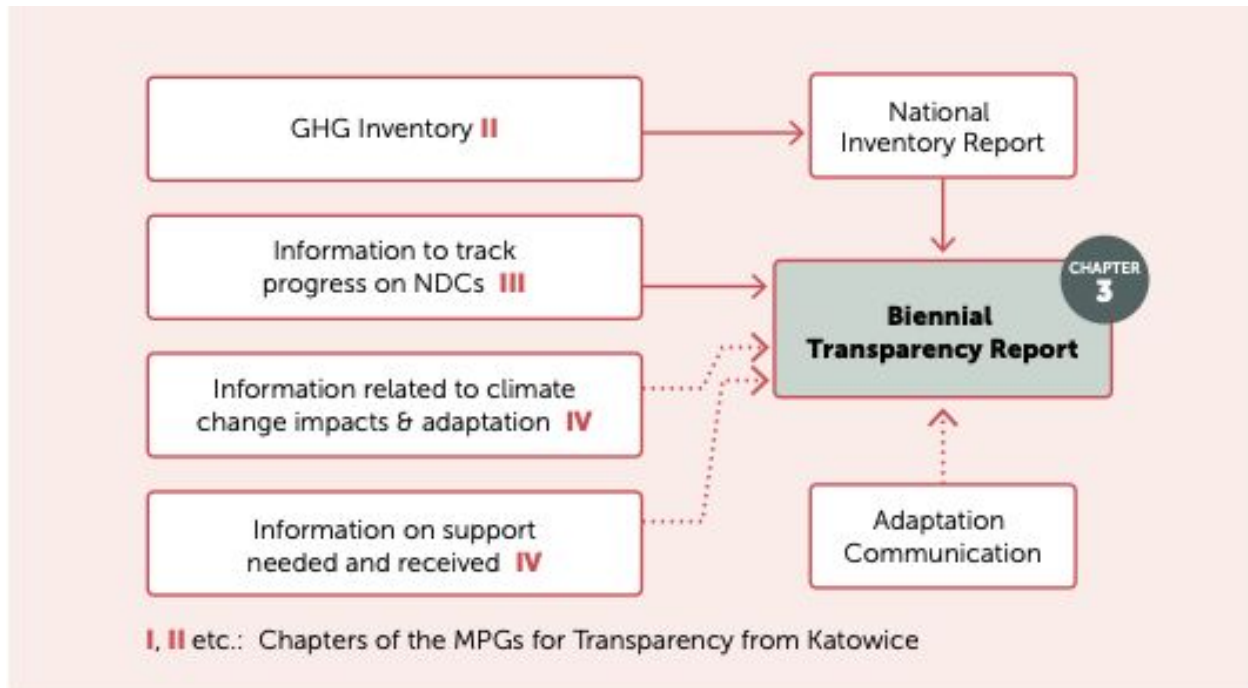 GHG Inventory II
National
Inventory Report
Information to track
progress on NDCs III
CHAPTER
3
Biennial
Transparency Report
Information related to climate
change impacts & adaptation IV
Information on support
needed and received IV
Adaptation
Communication
I, II etc.: Chapters of the MPGs for Transparency from Katowice